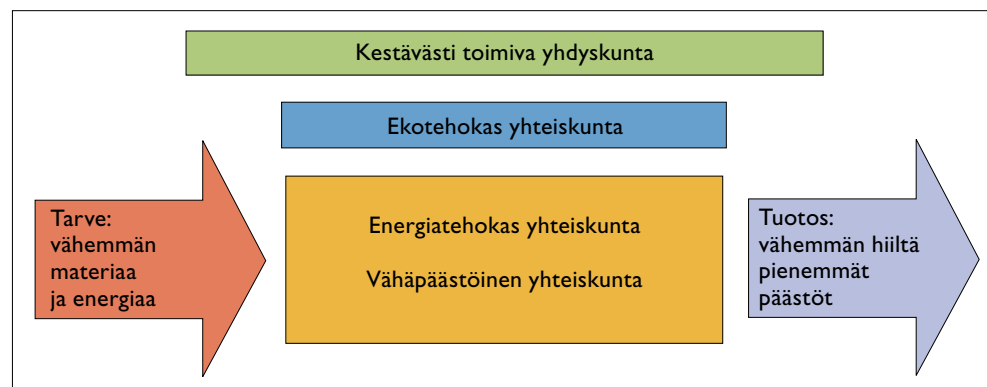 Kestävästi toimiva yhdyskunta
Ekotehokas yhteiskunta
Tarve:
vähemmän
materiaa
ja energiaa
Energiatehokas yhteiskunta
Vähäpäästöinen yhteiskunta
Tuotos:
vähemmän hiiltä
pienemmät
päästöt